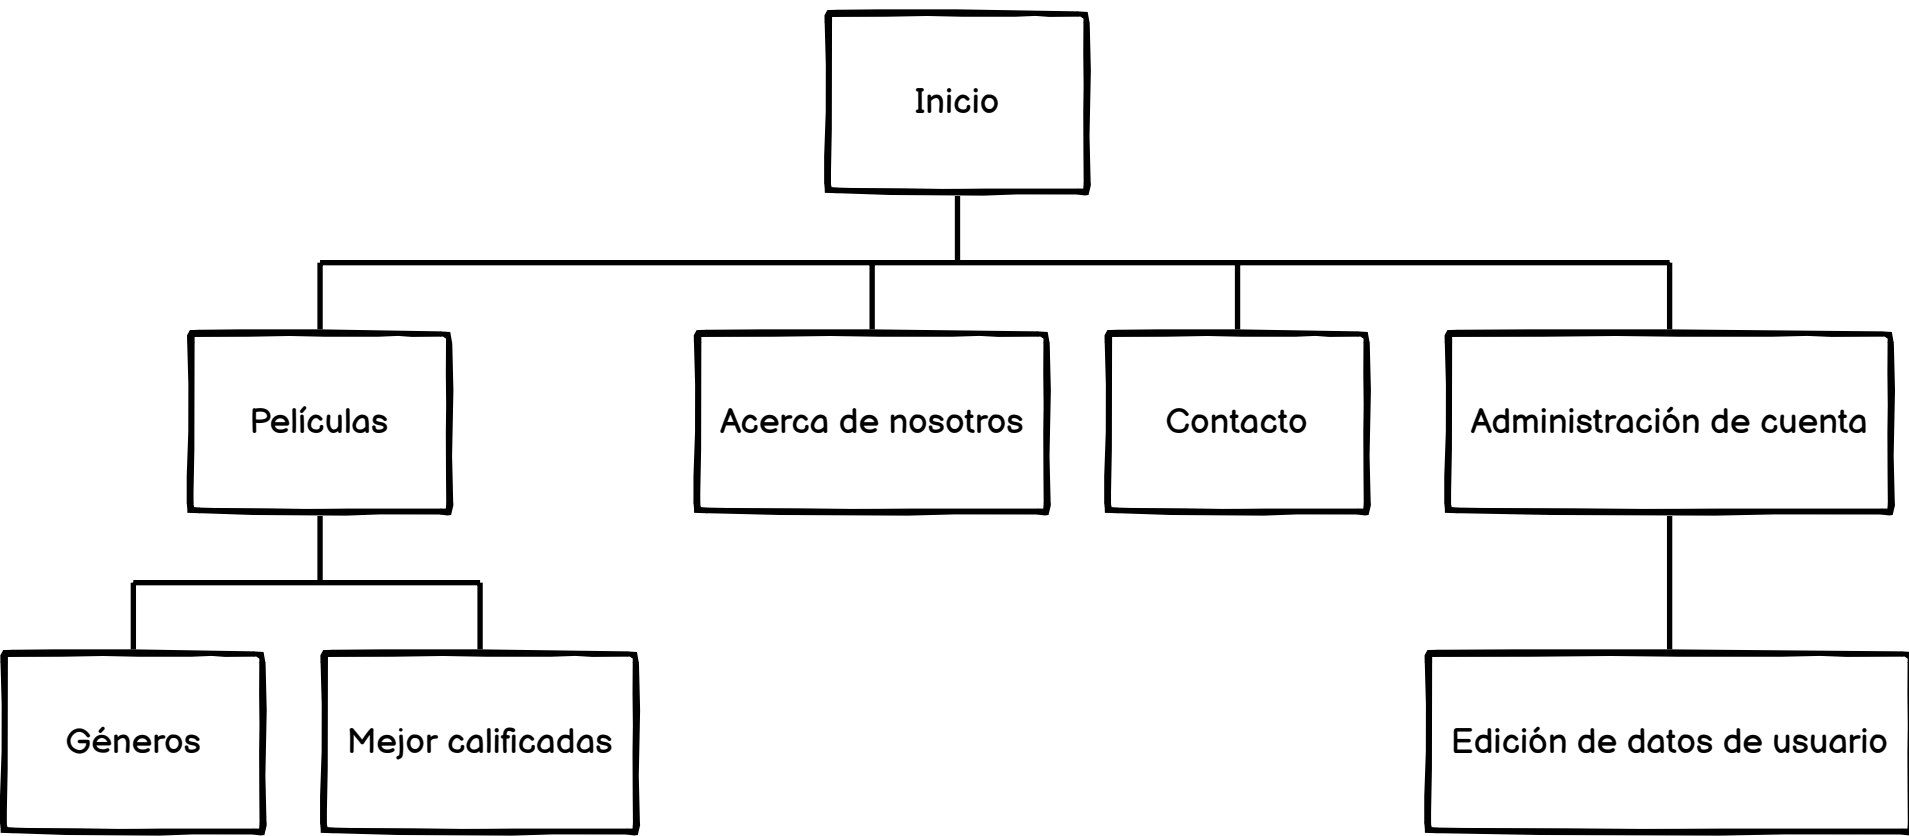 Inicio
Películas
Acerca de nosotros
Contacto
Administración de cuenta
Géneros
Mejor calificadas
Edición de datos de usuario